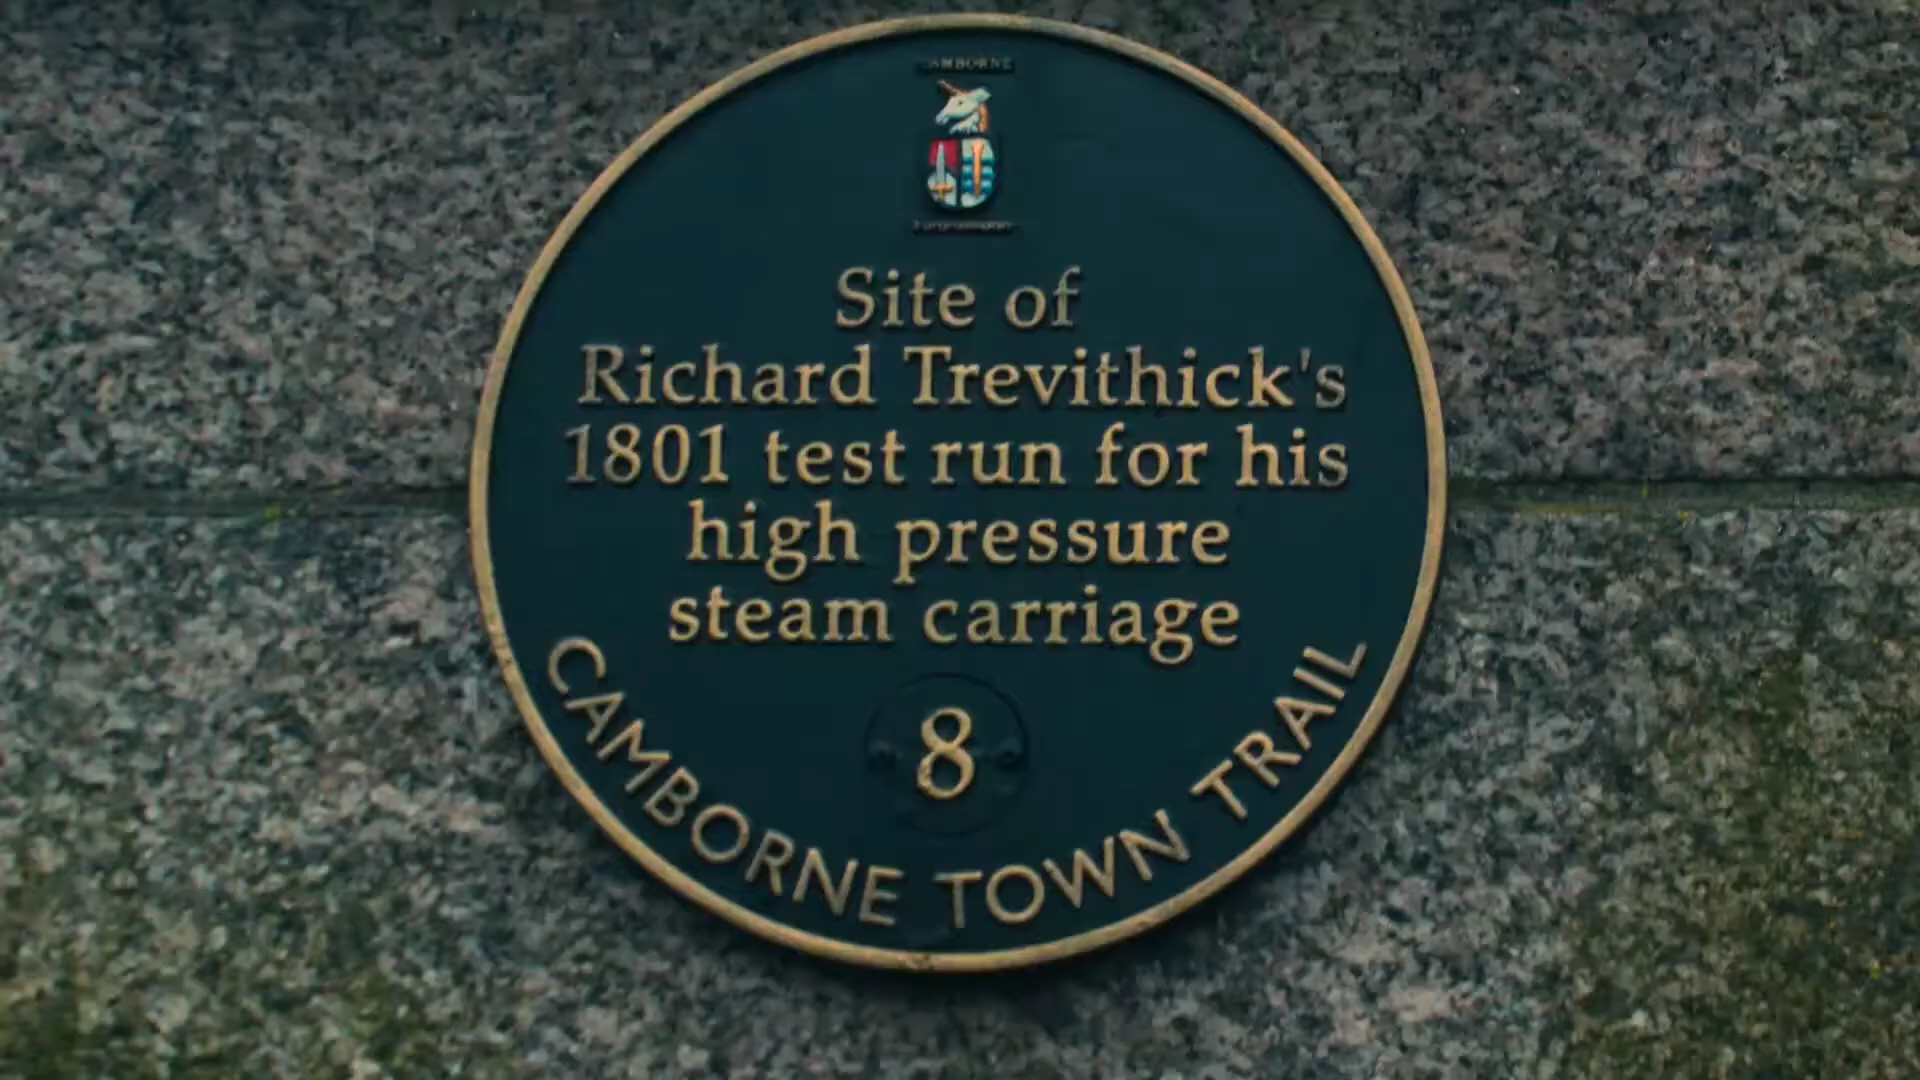 CAMBORNE
Site of
Richard Trevithick's
1801 test run for his
high pressure
steam carriage
8
CAMBORNE TOWN TRAIL